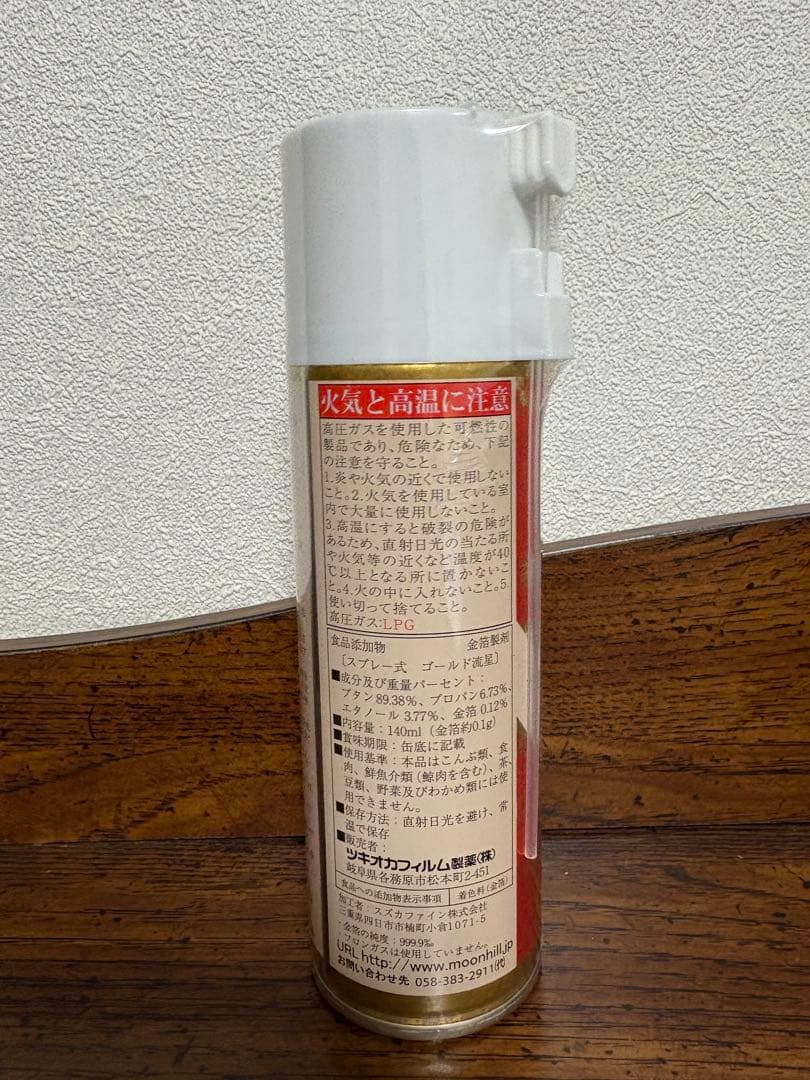 火気と高温に注意
高圧ガスを使用した可燃性の
製品であり、危険なため、下記
の注意を守ること。
1.炎や火気の近くで使用しない
こと。2.火気を使用している室
内で大量に使用しないこと。
3.高温にすると破裂の危険が
あるため、直射日光の当たる所
や火気等の近くなど温度が40
℃以上となる所に置かないこ
と。4.火の中に入れないこと。5.
使い切って捨てること。
高圧ガス:LPG
食品添加物 金箔製剤
〔スプレー式 ゴールド流星〕
■成分及び重量パーセント:
ブタン89.38%、プロパン6.73%、
エタノール3.77%、金箔0.12%
■内容量:140ml(金箔約0.1g)
■賞味期限:缶底に記載
■使用基準:本品はこんぶ類、食
肉、鮮魚介類(鯨肉を含む)、茶、
豆類、野菜及びわかめ類には使
用できません。
■保存方法:直射日光を避け、常
温で保存
■販売者:
ツキオカフィルム製薬(株)
岐阜県各務原市松本町2-451
食品への添加物表示事項 着色料(金箔)
加工者:スズカファイン株式会社
三重県四日市市楠町小倉1071-5
金箔の純度:999.9‰
フロンガスは使用していません。
URL http://www.moonhill.jp
お問い合わせ先 058-383-2911(代)